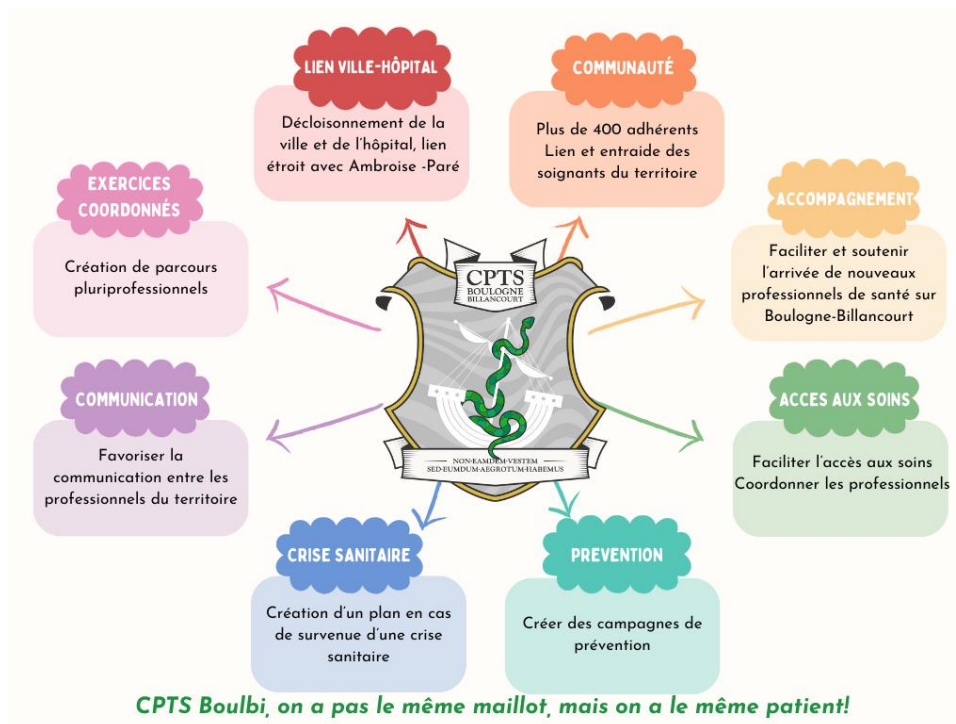 LIEN VILLE-HÔPITAL
Décloisonnement de la
ville et de l'hôpital, lien
étroit avec Ambroise -Paré
COMMUNAUTÉ
Plus de 400 adhérents
Lien et entraide des
soignants du territoire
EXERCICES
COORDONNÉS
Création de parcours
pluriprofessionnels
ACCOMPAGNEMENT
Faciliter et soutenir
l'arrivée de nouveaux
professionnels de santé sur
Boulogne-Billancourt
CPTS
BOULOGNE
BILLANCOURT
NON-EAMDEM-VESTEM
SED-EUMDUM-AEGROTUM-HABEMUS
COMMUNICATION
Favoriser la
communication entre les
professionnels du territoire
ACCES AUX SOINS
Faciliter l'accès aux soins
Coordonner les professionnels
CRISE SANITAIRE
Création d'un plan en cas
de survenue d'une crise
sanitaire
PREVENTION
Créer des campagnes de
prévention
CPTS Boulbi, on a pas le même maillot, mais on a le même patient!